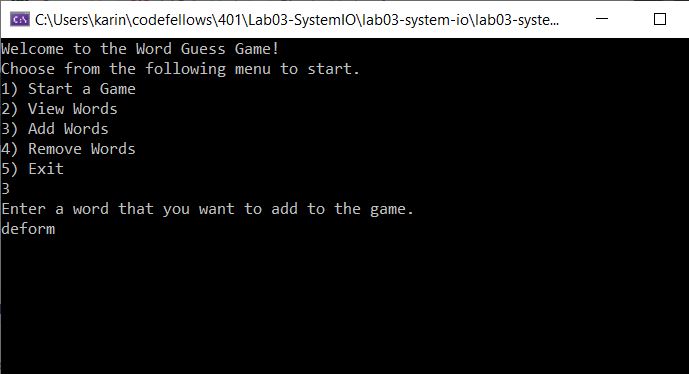 C:\Users\karin\codefellows\401\Lab03-SystemIO\lab03-system-io\lab03-syste...
Welcome to the Word Guess Game!
Choose from the following menu to start.
1) Start a Game
2) View Words
3) Add Words
4) Remove Words
5) Exit
3
Enter a word that you want to add to the game.
deform